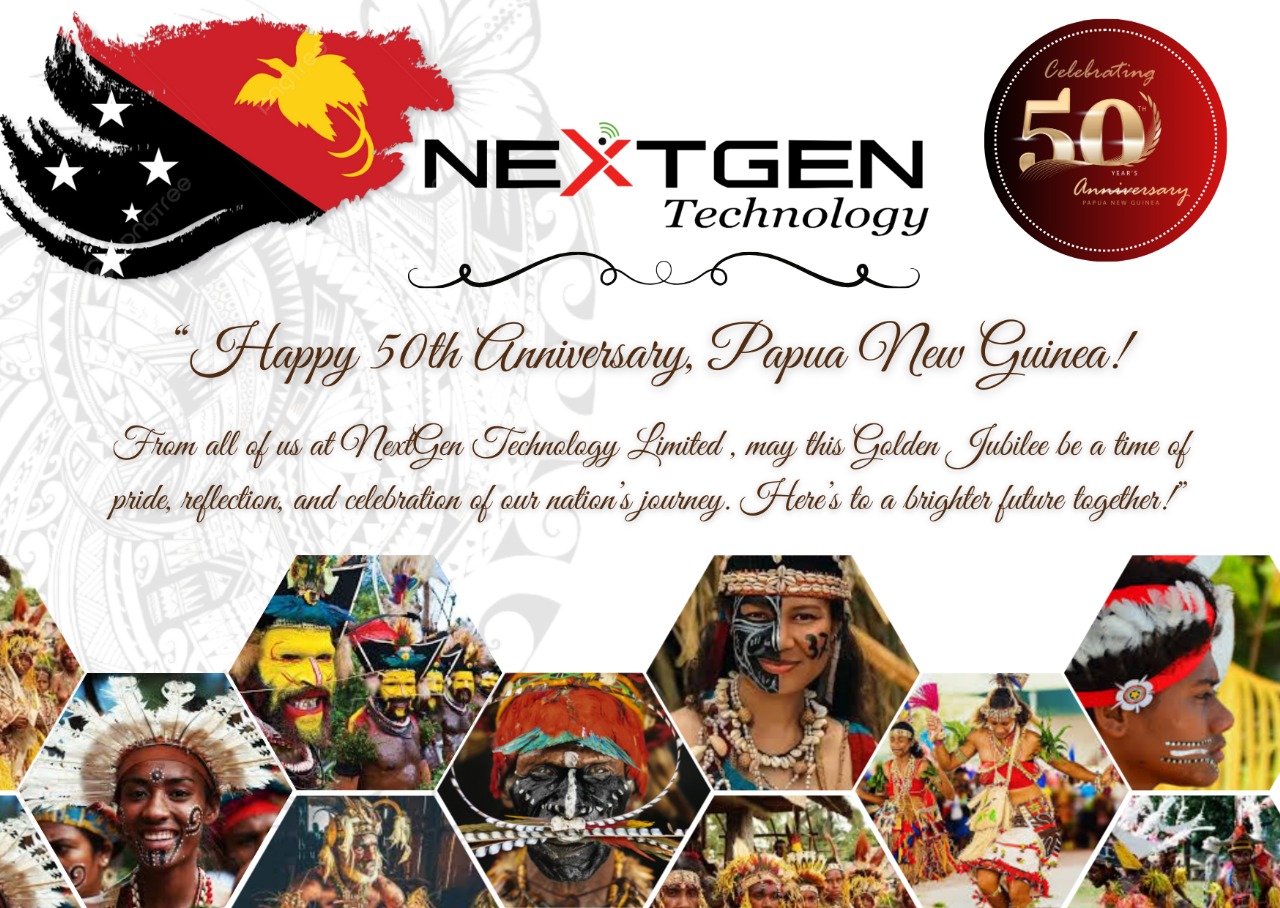 NEXTGEN
Technology
Celebrating
50TH
YEAR'S
Anniversary
PAPUA NEW GUINEA
“Happy 50th Anniversary, Papua New Guinea!
From all of us at NextGen Technology Limited , may this Golden Jubilee be a time of
pride, reflection, and celebration of our nation's journey. Here's to a brighter future together!”